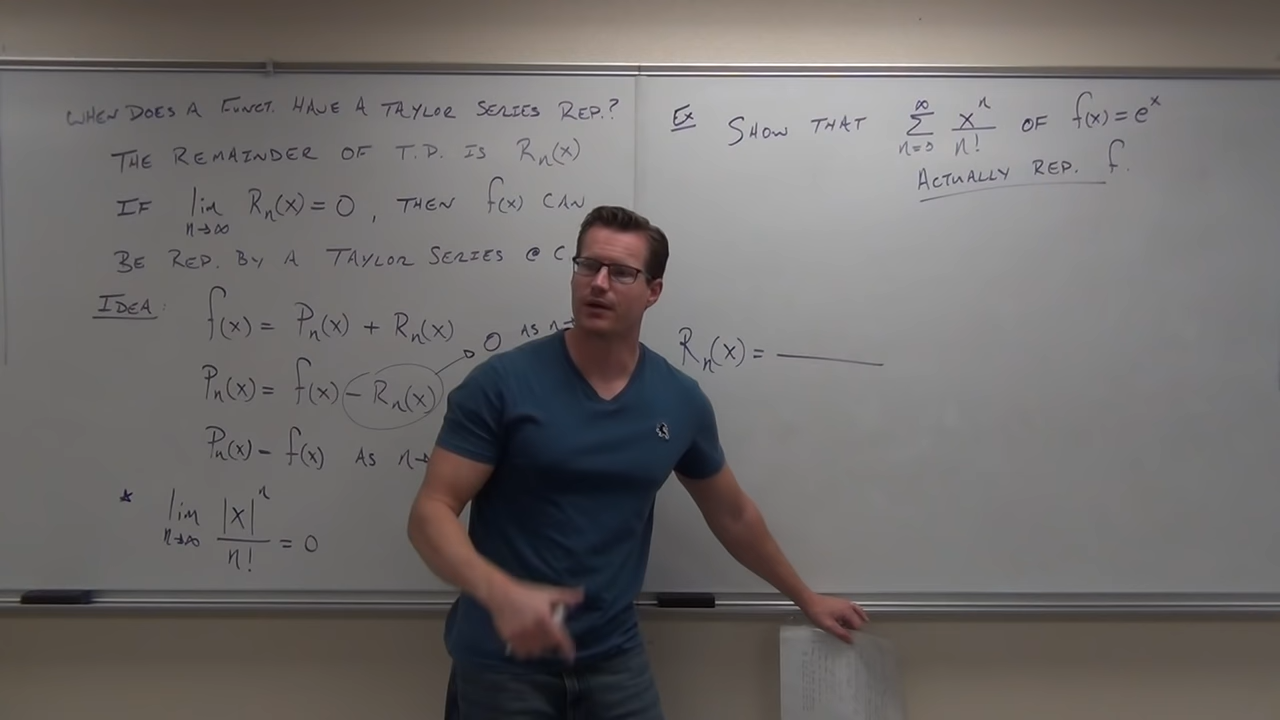 WHEN DOES A FUNCT. HAVE A TAYLOR SERIES REP.?
THE REMAINDER OF T.P. IS Rₙ(x)
IF lim n→∞ Rₙ(x) = 0, THEN f(x) CAN
BE REP. BY A TAYLOR SERIES @ C
IDEA: f(x) = Pₙ(x) + Rₙ(x)
0 AS n→
Pₙ(x) = f(x) - Rₙ(x)
Pₙ(x) - f(x) AS n→
* lim n→∞ |x|ⁿ / n! = 0
Ex SHOW THAT ∞ Σ n=0 xⁿ / n! OF f(x) = eˣ
ACTUALLY REP. f.
Rₙ(x) = ———